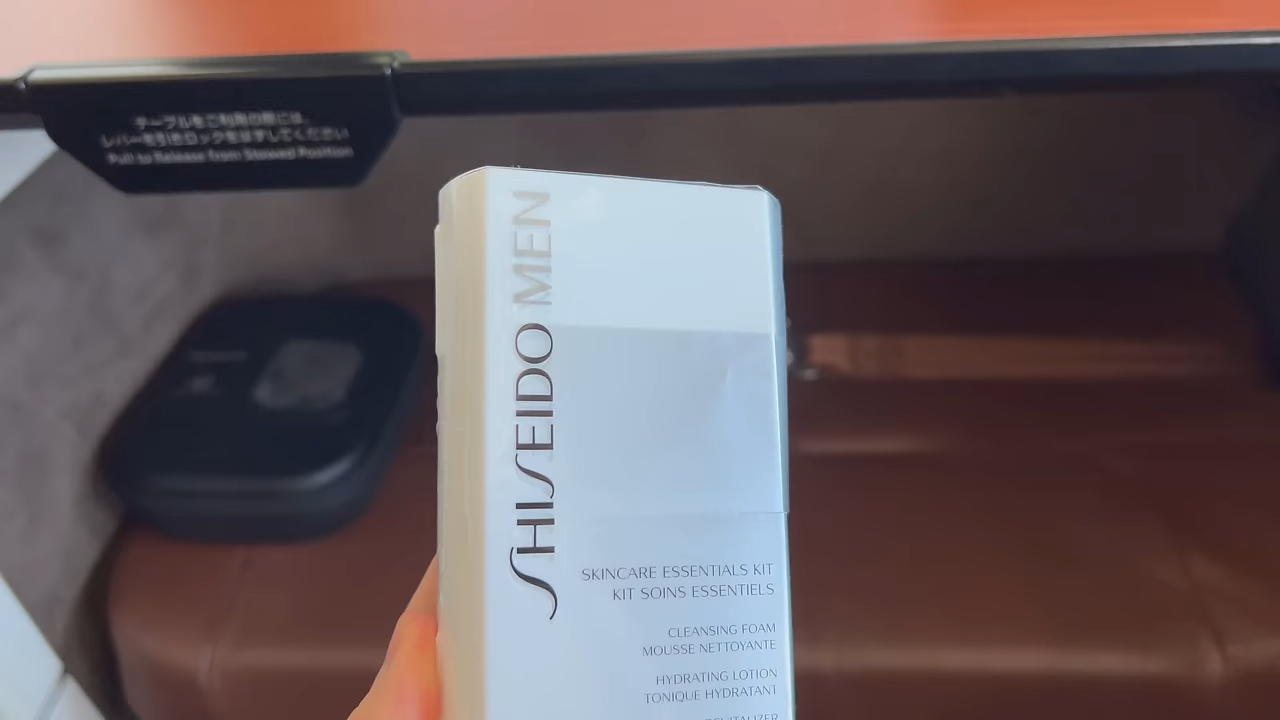 テーブルをご利用の際には、
レバーを引きロックをはずしてください
Pull to Release from Stowed Position
SHISEIDO MEN
SKINCARE ESSENTIALS KIT
KIT SOINS ESSENTIELS
CLEANSING FOAM
MOUSSE NETTOYANTE
HYDRATING LOTION
TONIQUE HYDRATANT